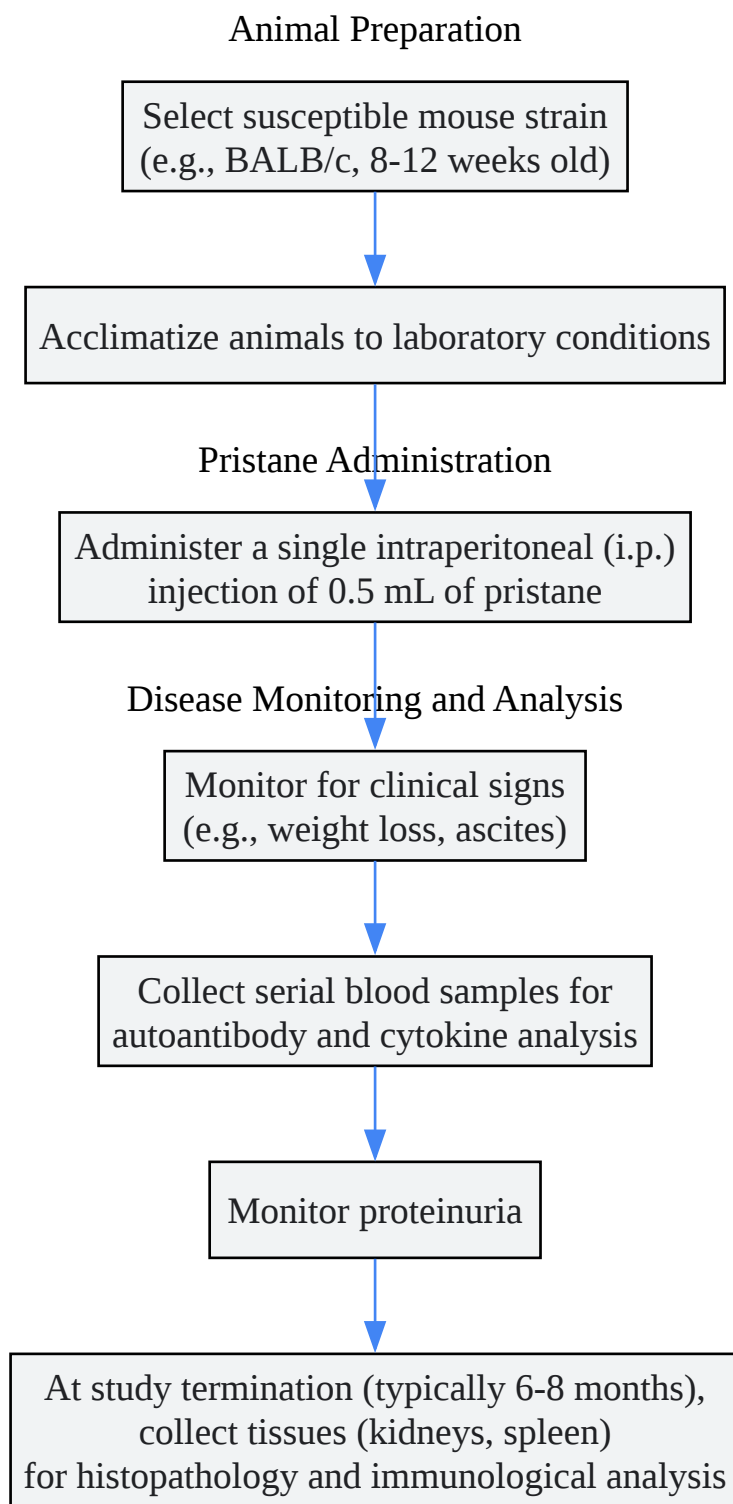 Animal Preparation
Select susceptible mouse strain
(e.g., BALB/c, 8-12 weeks old)
Acclimatize animals to laboratory conditions
Pristane Administration
Administer a single intraperitoneal (i.p.)
injection of 0.5 mL of pristane
Disease Monitoring and Analysis
Monitor for clinical signs
(e.g., weight loss, ascites)
Collect serial blood samples for
autoantibody and cytokine analysis
Monitor proteinuria
At study termination (typically 6-8 months),
collect tissues (kidneys, spleen)
for histopathology and immunological analysis